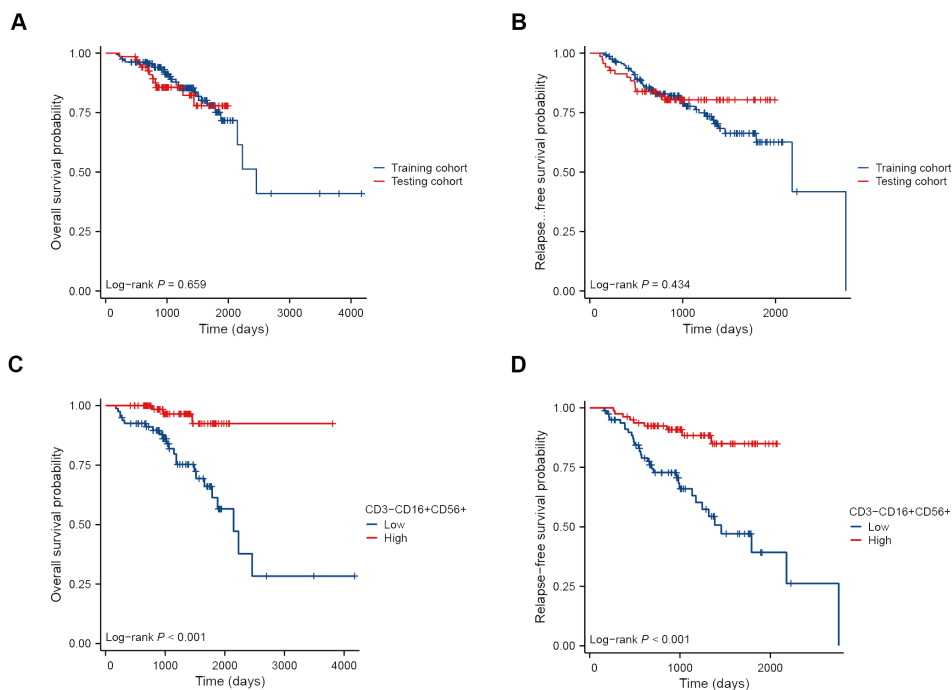 A
1.00
0.75
0.50
0.25
0.00
Overall survival probability
Log-rank P = 0.659
0 1000 2000 3000 4000
Time (days)
Training cohort
Testing cohort
B
1.00
0.75
0.50
0.25
0.00
Relapse...free survival probability
Log-rank P = 0.434
0 1000 2000
Time (days)
Training cohort
Testing cohort
C
1.00
0.75
0.50
0.25
0.00
Overall survival probability
Log-rank P < 0.001
0 1000 2000 3000 4000
Time (days)
CD3-CD16+CD56+
Low
High
D
1.00
0.75
0.50
0.25
0.00
Relapse-free survival probability
Log-rank P < 0.001
0 1000 2000
Time (days)
CD3-CD16+CD56+
Low
High